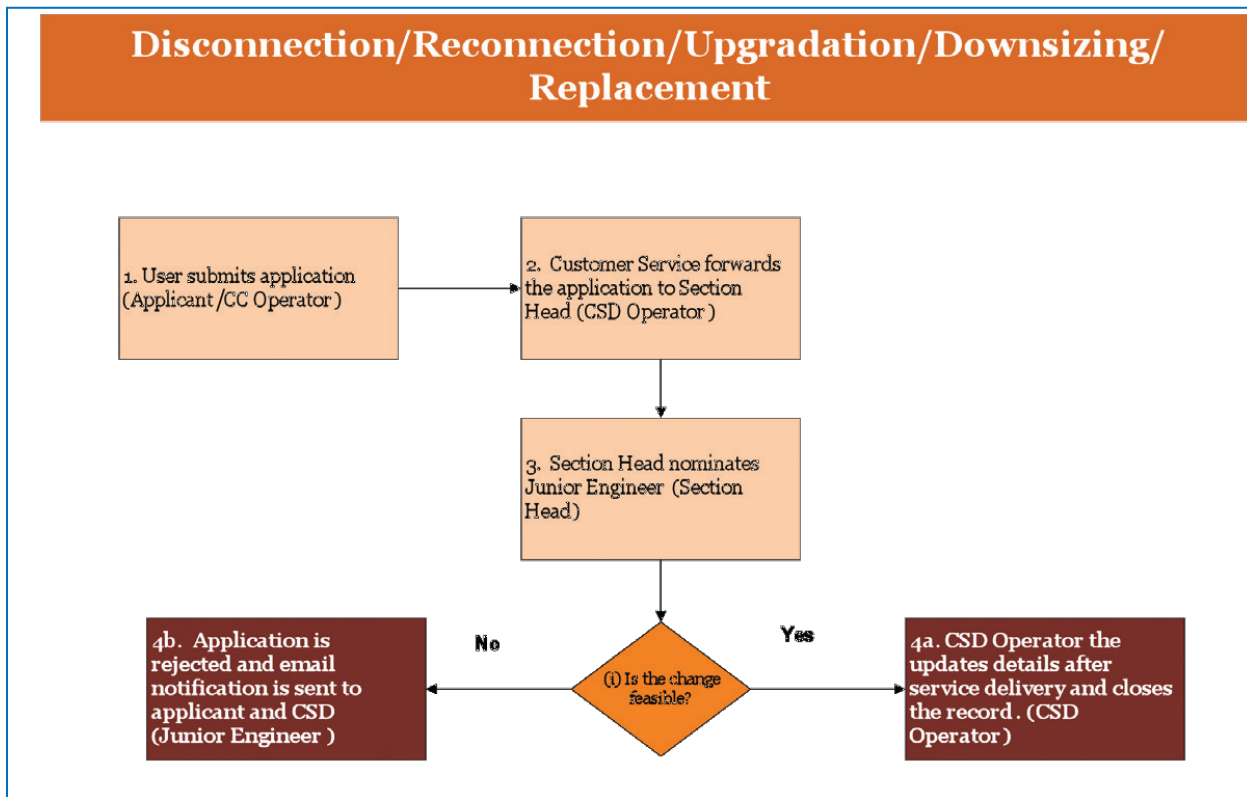 Disconnection/Reconnection/Upgradation/Downsizing/
Replacement
1. User submits application
(Applicant /CC Operator )
2.  Customer Service forwards
the application to Section
Head (CSD Operator )
3.  Section Head nominates
Junior Engineer (Section
Head)
(i) Is the change
feasible?
No
Yes
4b.  Application is
rejected and email
notification is sent to
applicant and CSD
(Junior Engineer )
4a. CSD Operator the
updates details after
service delivery and closes
the record . (CSD
Operator )